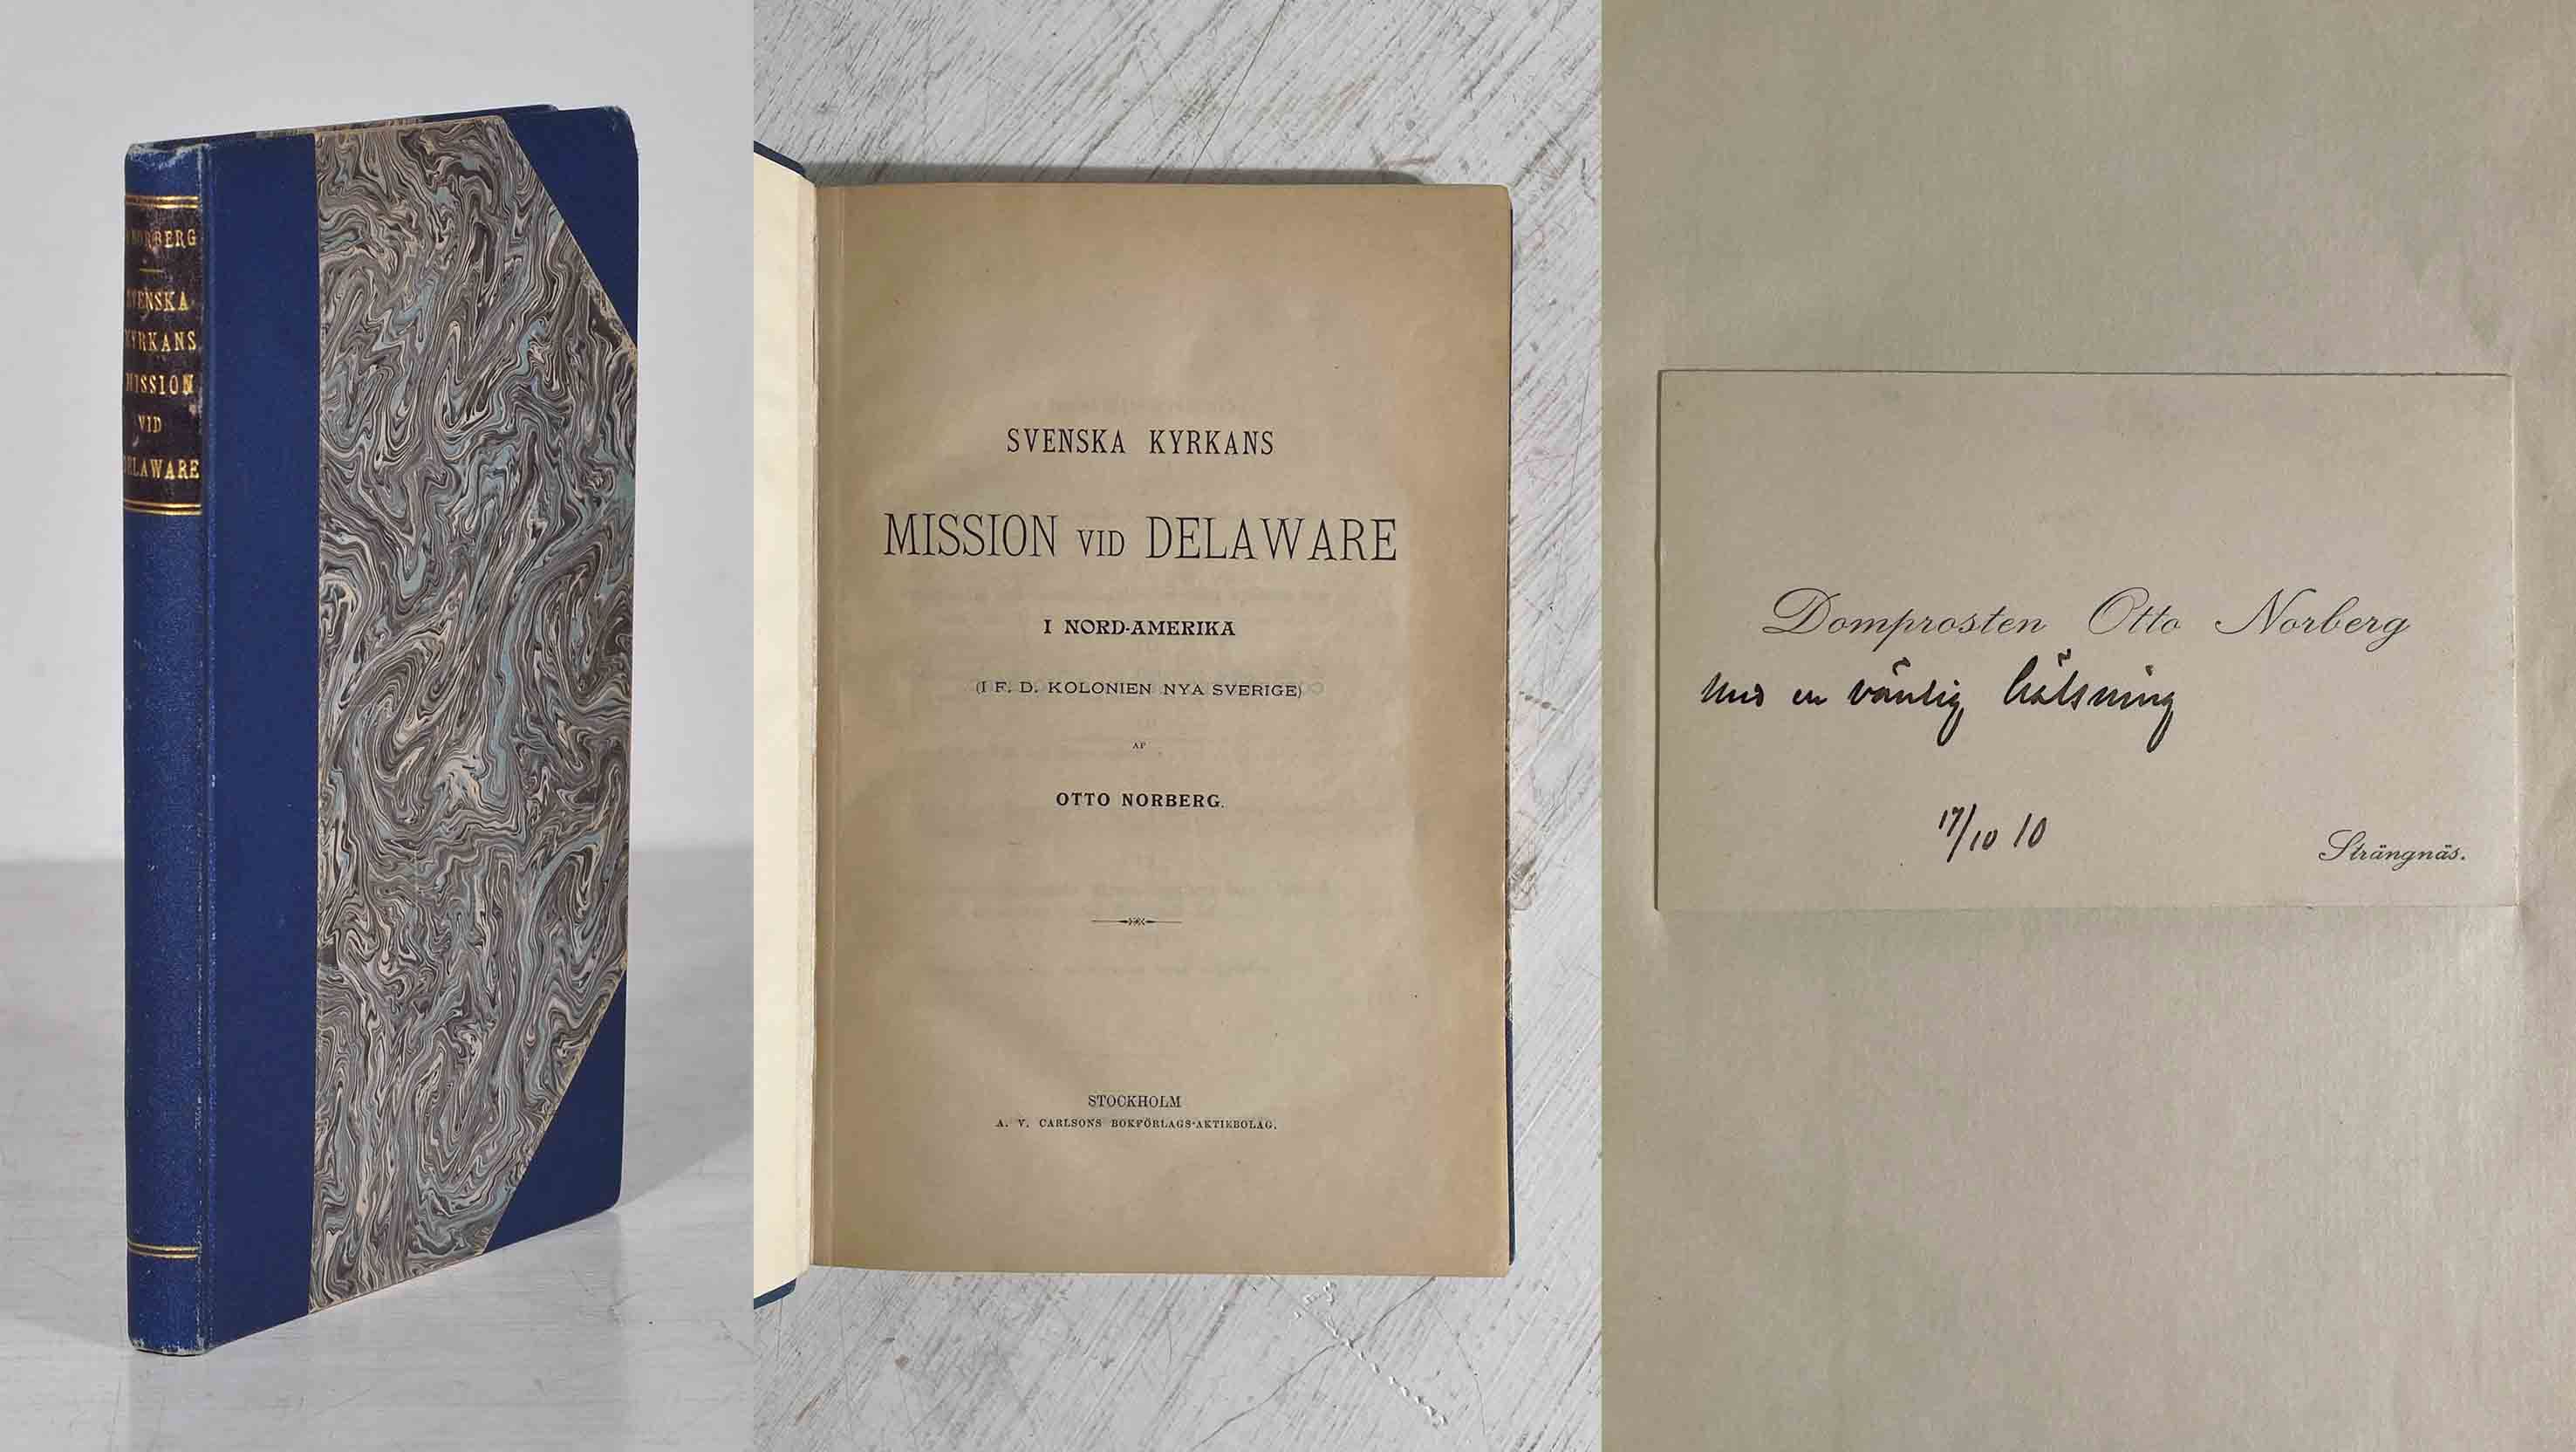 NORBERG
SVENSKA
KYRKANS
MISSION
VID
DELAWARE
SVENSKA KYRKANS
MISSION VID DELAWARE
I NORD-AMERIKA
(I F. D. KOLONIEN NYA SVERIGE)
AF
OTTO NORBERG.
STOCKHOLM
A. V. CARLSONS BOKFÖRLAGS-AKTIEBOLAG.
Domprosten Otto Norberg
med en vänlig hälsning
17/10 10
Strängnäs.